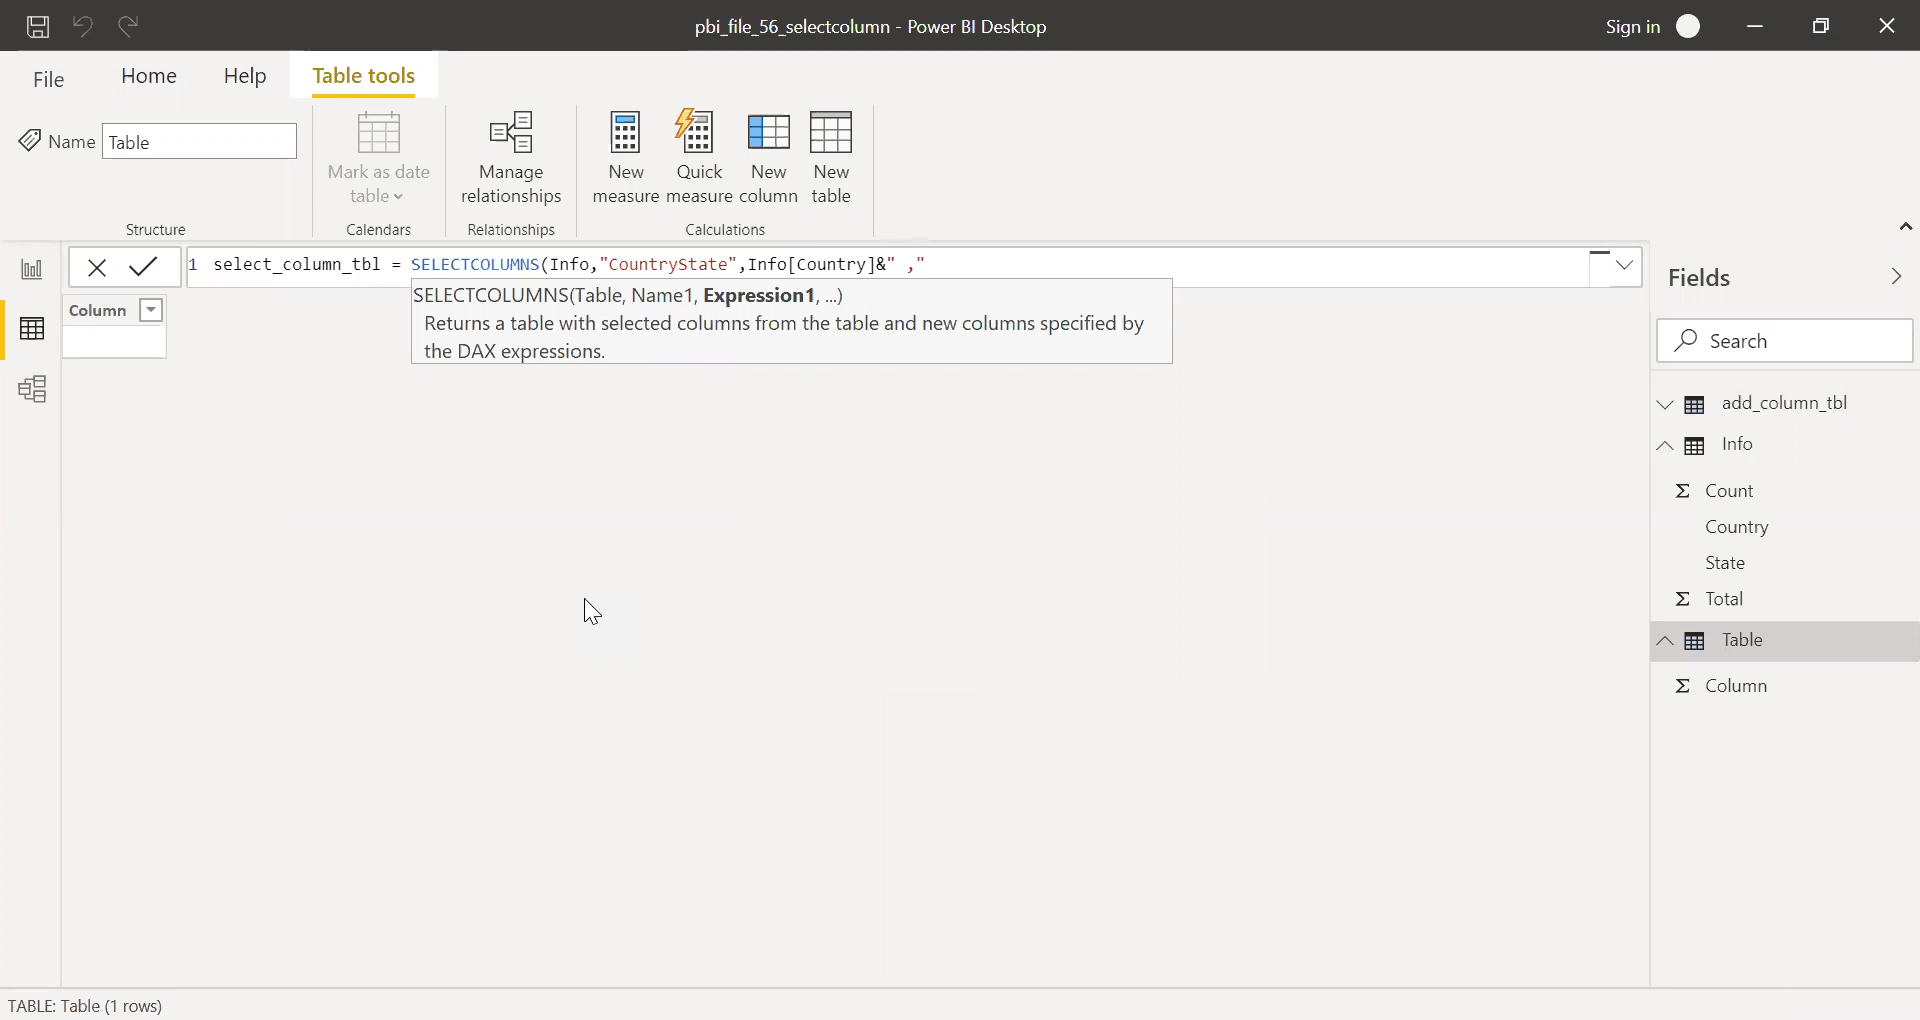 pbi_file_56_selectcolumn - Power BI Desktop
Sign in
File
Home
Help
Table tools
Name
Table
Mark as date
table
Manage
relationships
New
measure
Quick
measure
New
column
New
table
Structure
Calendars
Relationships
Calculations
1 select_column_tbl = SELECTCOLUMNS(Info,"CountryState",Info[Country]&" ,"
SELECTCOLUMNS(Table, Name1, Expression1, ...)
Returns a table with selected columns from the table and new columns specified by
the DAX expressions.
Column
Fields
Search
add_column_tbl
Info
Σ Count
Country
State
Σ Total
Table
Σ Column
TABLE: Table (1 rows)